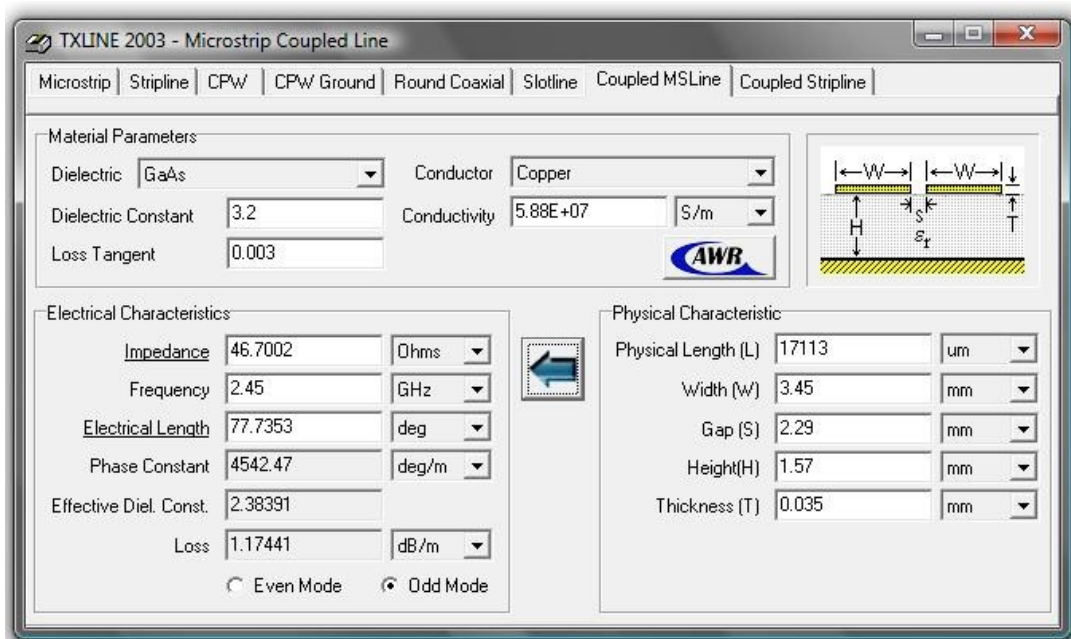 TXLINE 2003 - Microstrip Coupled Line
Microstrip Stripline CPW CPW Ground Round Coaxial Slotline Coupled MSLine Coupled Stripline
Material Parameters
Dielectric GaAs
Conductor Copper
Dielectric Constant 3.2
Conductivity 5.88E+07 S/m
Loss Tangent 0.003
AWR
W W
S
H
T
εr
Electrical Characteristics
Impedance 46.7002 Ohms
Frequency 2.45 GHz
Electrical Length 77.7353 deg
Phase Constant 4542.47 deg/m
Effective Diel. Const. 2.38391
Loss 1.17441 dB/m
Even Mode Odd Mode
Physical Characteristic
Physical Length (L) 17113 um
Width (W) 3.45 mm
Gap (S) 2.29 mm
Height(H) 1.57 mm
Thickness (T) 0.035 mm